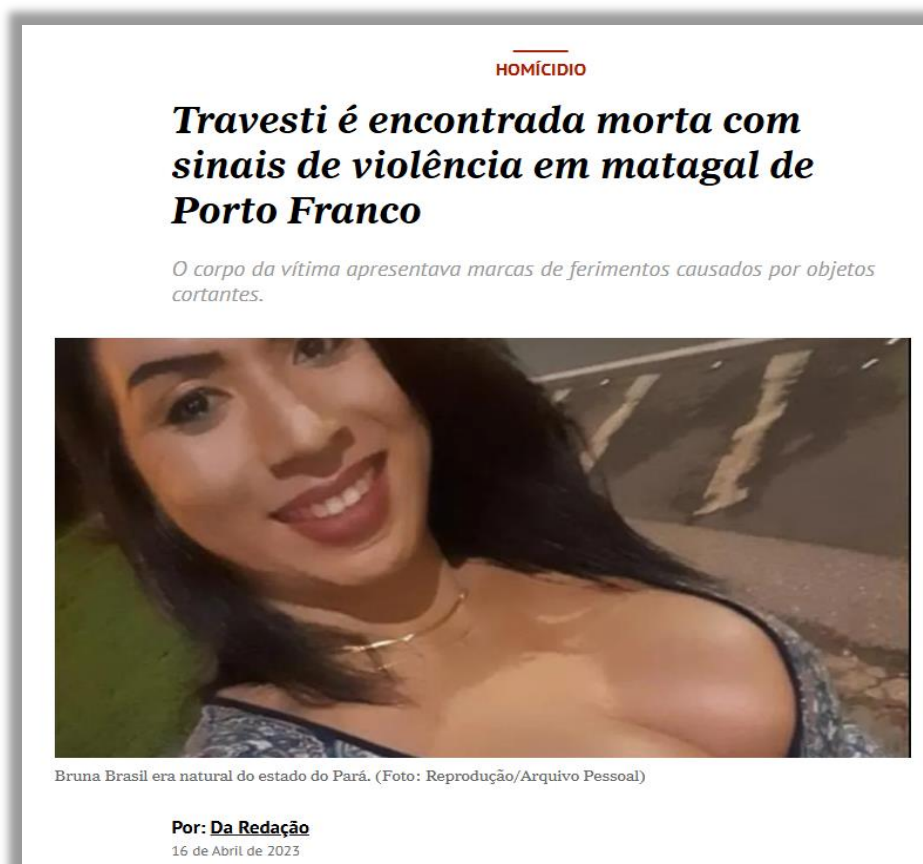 HOMÍCIDIO
Travesti é encontrada morta com
sinais de violência em matagal de
Porto Franco
O corpo da vítima apresentava marcas de ferimentos causados por objetos
cortantes.
Bruna Brasil era natural do estado do Pará. (Foto: Reprodução/Arquivo Pessoal)
Por: Da Redação
16 de Abril de 2023